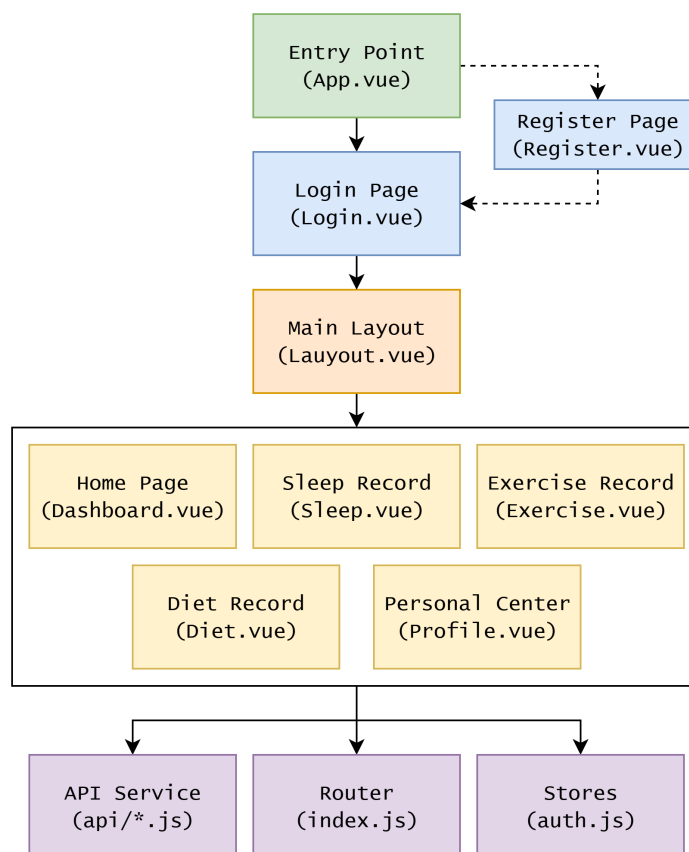 Entry Point
(App.vue)
Register Page
(Register.vue)
Login Page
(Login.vue)
Main Layout
(Lauyout.vue)
Home Page
(Dashboard.vue)
Sleep Record
(Sleep.vue)
Exercise Record
(Exercise.vue)
Diet Record
(Diet.vue)
Personal Center
(Profile.vue)
API Service
(api/*.js)
Router
(index.js)
Stores
(auth.js)